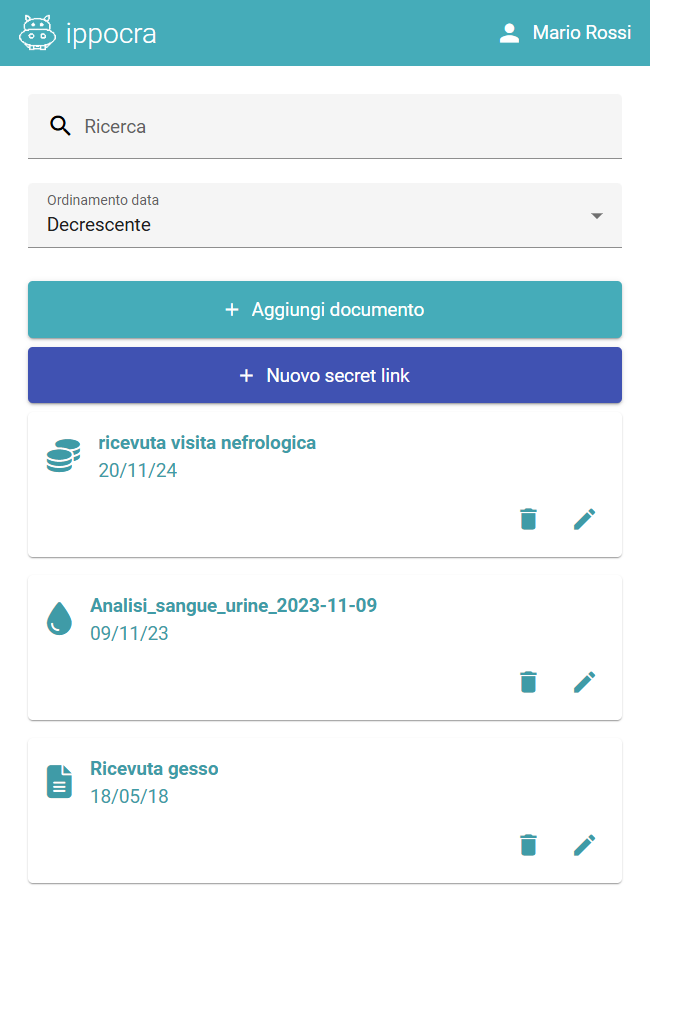 ippocra
Mario Rossi
Ricerca
Ordinamento data
Decrescente
+ Aggiungi documento
+ Nuovo secret link
ricevuta visita nefrologica
20/11/24
Analisi_sangue_urine_2023-11-09
09/11/23
Ricevuta gesso
18/05/18